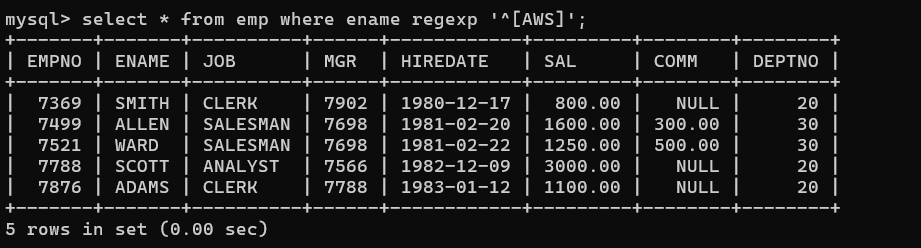 mysql> select * from emp where ename regexp '^[AWS]';
+-------+-------+----------+------+------------+---------+--------+--------+
| EMPNO | ENAME | JOB      | MGR  | HIREDATE   | SAL     | COMM   | DEPTNO |
+-------+-------+----------+------+------------+---------+--------+--------+
|  7369 | SMITH | CLERK    | 7902 | 1980-12-17 |  800.00 |   NULL |     20 |
|  7499 | ALLEN | SALESMAN | 7698 | 1981-02-20 | 1600.00 | 300.00 |     30 |
|  7521 | WARD  | SALESMAN | 7698 | 1981-02-22 | 1250.00 | 500.00 |     30 |
|  7788 | SCOTT | ANALYST  | 7566 | 1982-12-09 | 3000.00 |   NULL |     20 |
|  7876 | ADAMS | CLERK    | 7788 | 1983-01-12 | 1100.00 |   NULL |     20 |
+-------+-------+----------+------+------------+---------+--------+--------+
5 rows in set (0.00 sec)